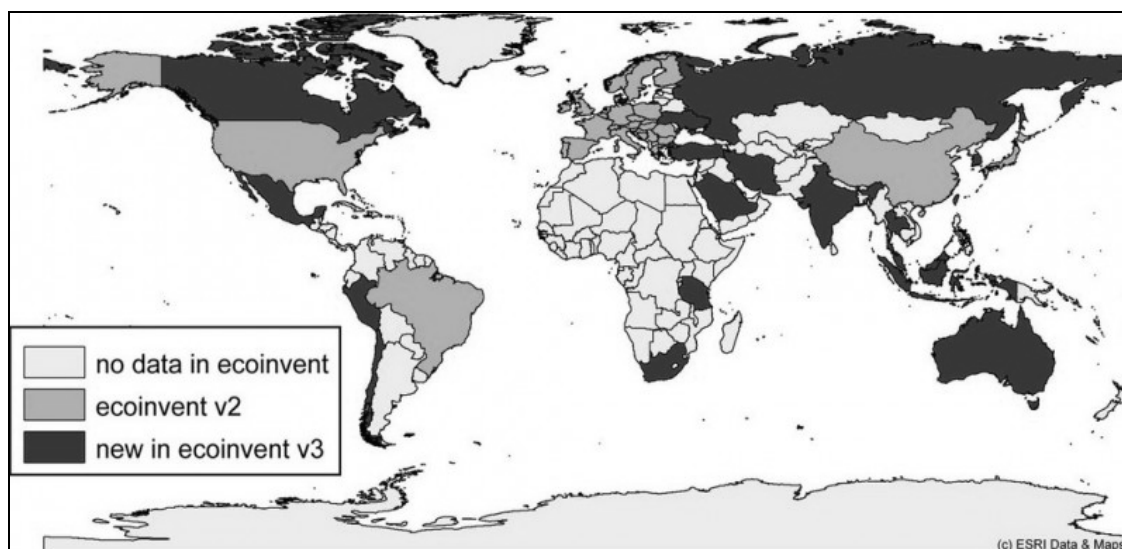 no data in ecoinvent
ecoinvent v2
new in ecoinvent v3
(c) ESRI Data & Maps